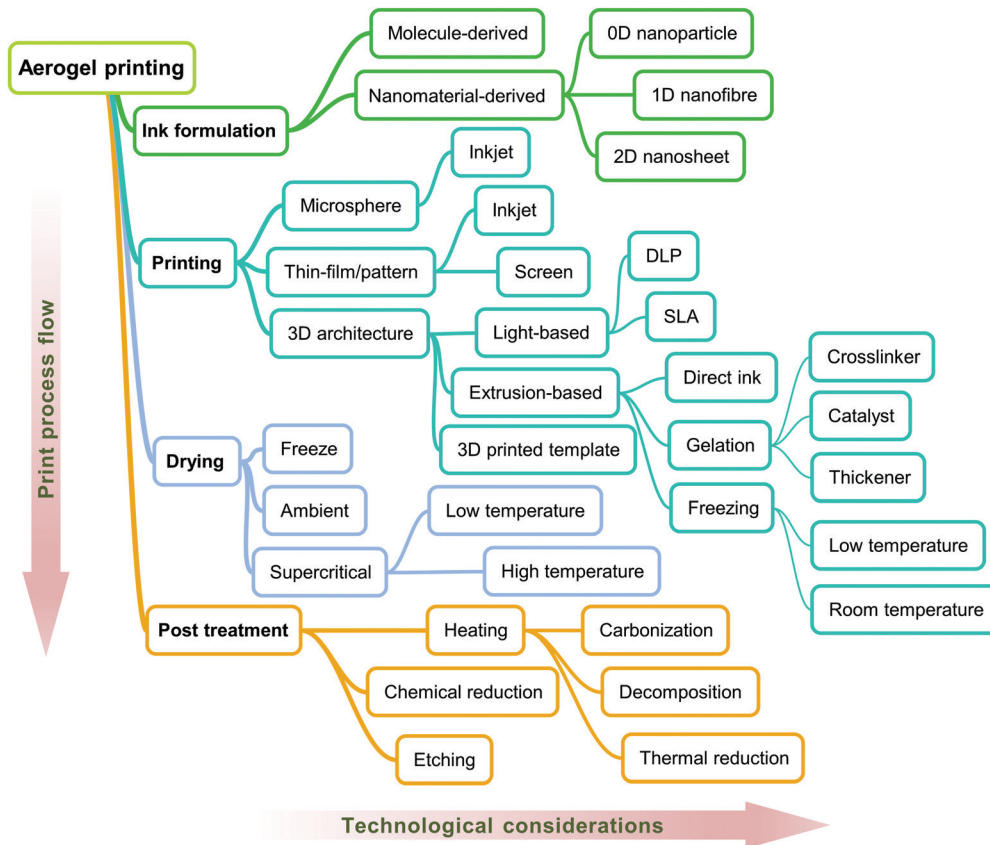 Aerogel printing
Ink formulation
Molecule-derived
Nanomaterial-derived
0D nanoparticle
1D nanofibre
2D nanosheet
Printing
Microsphere
Inkjet
Thin-film/pattern
Inkjet
Screen
3D architecture
Light-based
DLP
SLA
Extrusion-based
Direct ink
Gelation
Crosslinker
Catalyst
Thickener
Freezing
Low temperature
Room temperature
3D printed template
Drying
Freeze
Ambient
Supercritical
Low temperature
High temperature
Post treatment
Heating
Carbonization
Decomposition
Thermal reduction
Chemical reduction
Etching
Print process flow
Technological considerations